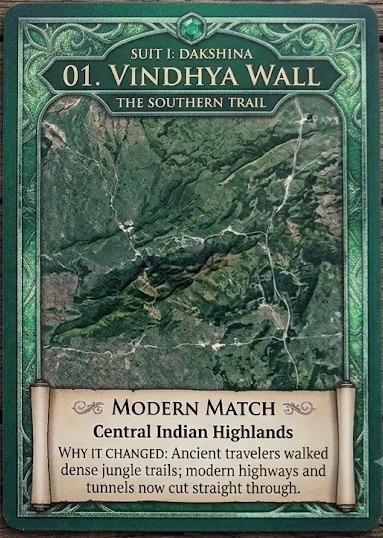 SUIT I: DAKSHINA
01. VINDHYA WALL
THE SOUTHERN TRAIL
MODERN MATCH
Central Indian Highlands
WHY IT CHANGED: Ancient travelers walked
dense jungle trails; modern highways and
tunnels now cut straight through.